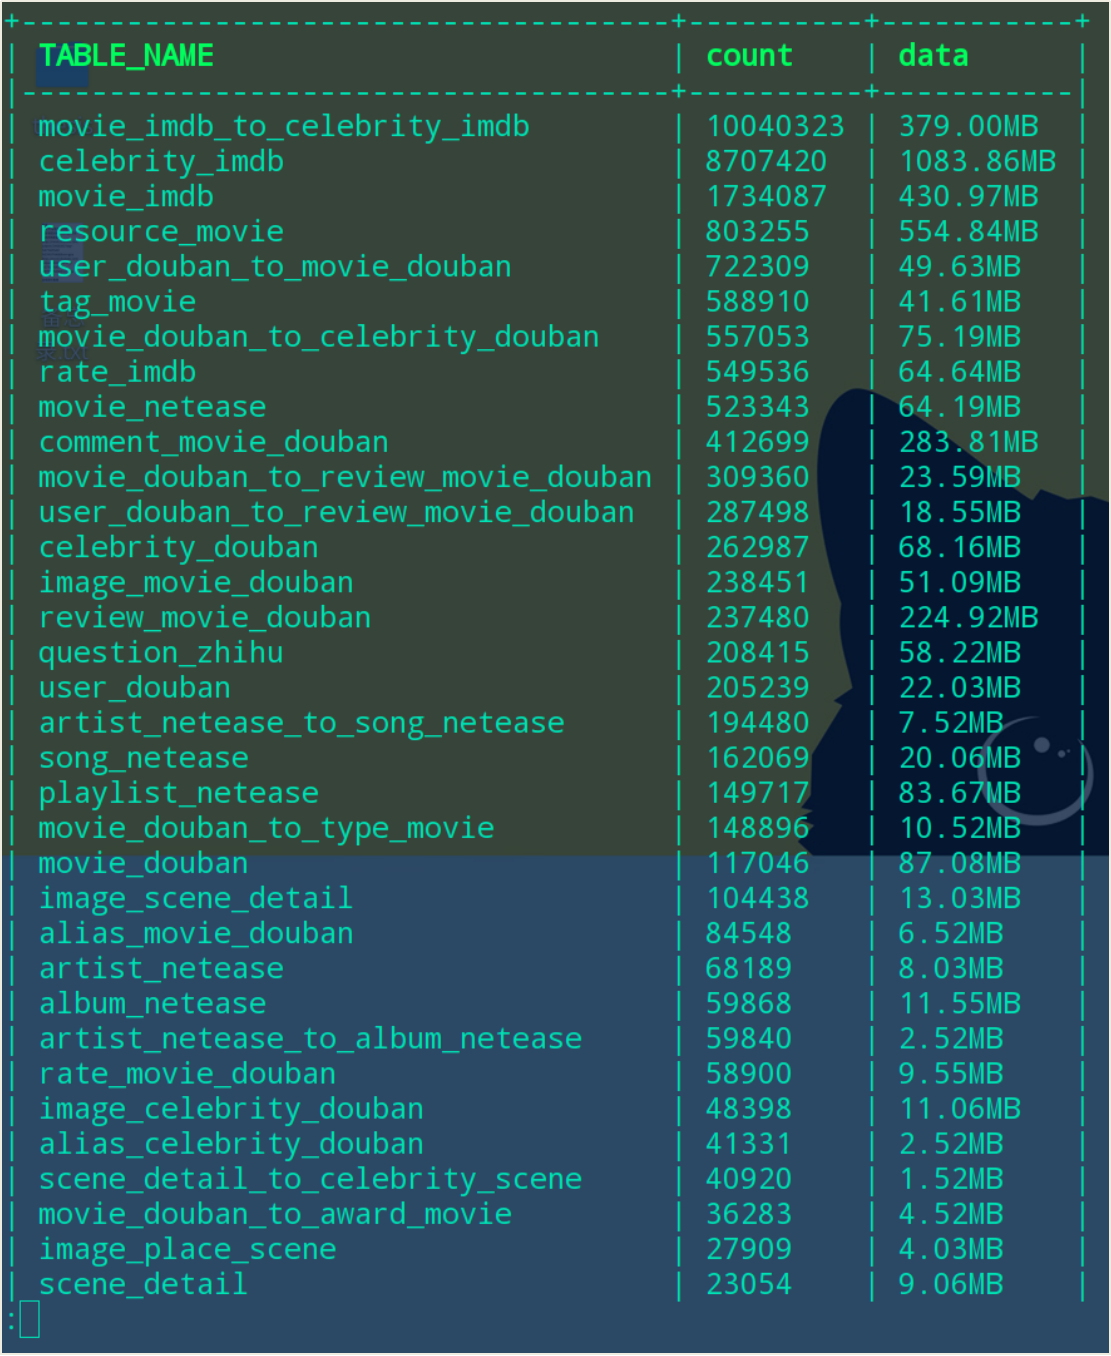 +-------------------------------------+----------+-----------+
| TABLE_NAME | count | data |
|-------------------------------------+----------+-----------|
| movie_imdb_to_celebrity_imdb | 10040323 | 379.00MB |
| celebrity_imdb | 8707420 | 1083.86MB |
| movie_imdb | 1734087 | 430.97MB |
| resource_movie | 803255 | 554.84MB |
| user_douban_to_movie_douban | 722309 | 49.63MB |
| tag_movie | 588910 | 41.61MB |
| movie_douban_to_celebrity_douban | 557053 | 75.19MB |
| rate_imdb | 549536 | 64.64MB |
| movie_netease | 523343 | 64.19MB |
| comment_movie_douban | 412699 | 283.81MB |
| movie_douban_to_review_movie_douban | 309360 | 23.59MB |
| user_douban_to_review_movie_douban | 287498 | 18.55MB |
| celebrity_douban | 262987 | 68.16MB |
| image_movie_douban | 238451 | 51.09MB |
| review_movie_douban | 237480 | 224.92MB |
| question_zhihu | 208415 | 58.22MB |
| user_douban | 205239 | 22.03MB |
| artist_netease_to_song_netease | 194480 | 7.52MB |
| song_netease | 162069 | 20.06MB |
| playlist_netease | 149717 | 83.67MB |
| movie_douban_to_type_movie | 148896 | 10.52MB |
| movie_douban | 117046 | 87.08MB |
| image_scene_detail | 104438 | 13.03MB |
| alias_movie_douban | 84548 | 6.52MB |
| artist_netease | 68189 | 8.03MB |
| album_netease | 59868 | 11.55MB |
| artist_netease_to_album_netease | 59840 | 2.52MB |
| rate_movie_douban | 58900 | 9.55MB |
| image_celebrity_douban | 48398 | 11.06MB |
| alias_celebrity_douban | 41331 | 2.52MB |
| scene_detail_to_celebrity_scene | 40920 | 1.52MB |
| movie_douban_to_award_movie | 36283 | 4.52MB |
| image_place_scene | 27909 | 4.03MB |
| scene_detail | 23054 | 9.06MB |
: